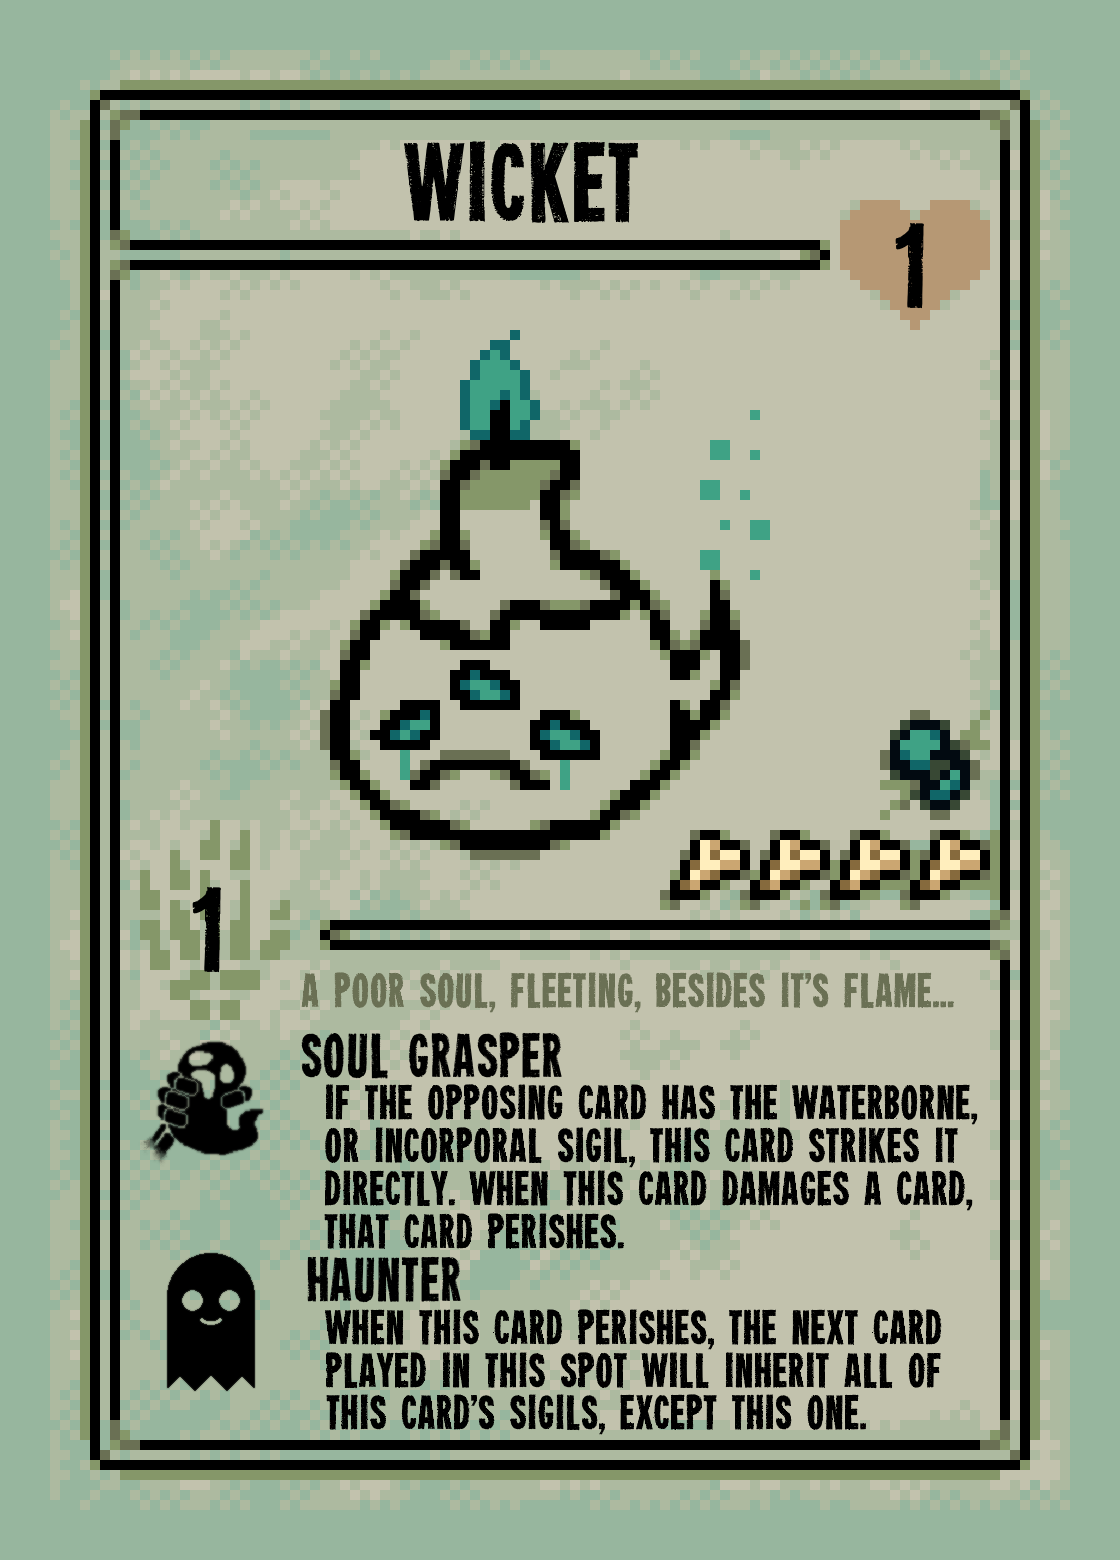 WICKET
1
1
A POOR SOUL, FLEETING, BESIDES IT'S FLAME...
SOUL GRASPER
IF THE OPPOSING CARD HAS THE WATERBORNE,
OR INCORPORAL SIGIL, THIS CARD STRIKES IT
DIRECTLY. WHEN THIS CARD DAMAGES A CARD,
THAT CARD PERISHES.
HAUNTER
WHEN THIS CARD PERISHES, THE NEXT CARD
PLAYED IN THIS SPOT WILL INHERIT ALL OF
THIS CARD'S SIGILS, EXCEPT THIS ONE.